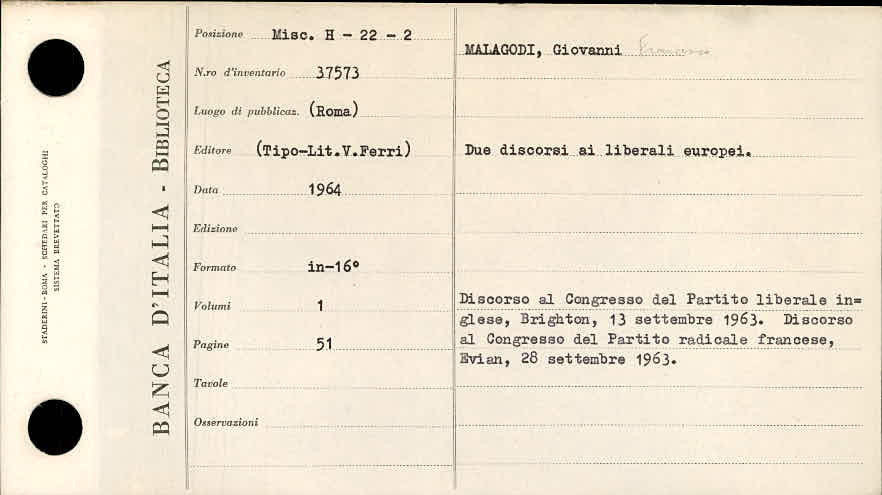 STADERINI-ROMA - SCHEDARI PER CATALOGHI
SISTEMA BREVETTATO
BANCA D'ITALIA - BIBLIOTECA
Posizione Misc. H - 22 - 2
N.ro d'inventario 37573
Luogo di pubblicaz. (Roma)
Editore (Tipo-Lit.V.Ferri)
Data 1964
Edizione
Formato in-16°
Volumi 1
Pagine 51
Tavole
Osservazioni
MALAGODI, Giovanni Francesco
Due discorsi ai liberali europei.
Discorso al Congresso del Partito liberale in=
glese, Brighton, 13 settembre 1963. Discorso
al Congresso del Partito radicale francese,
Evian, 28 settembre 1963.